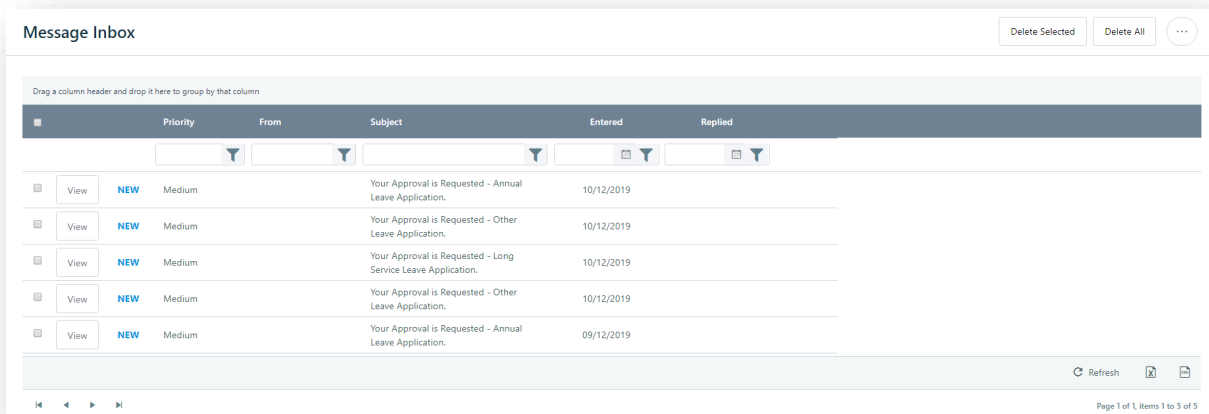 Message Inbox
Delete Selected
Delete All
Drag a column header and drop it here to group by that column
Priority From Subject Entered Replied
View NEW Medium Your Approval is Requested - Annual
Leave Application. 10/12/2019
View NEW Medium Your Approval is Requested - Other
Leave Application. 10/12/2019
View NEW Medium Your Approval is Requested - Long
Service Leave Application. 10/12/2019
View NEW Medium Your Approval is Requested - Other
Leave Application. 10/12/2019
View NEW Medium Your Approval is Requested - Annual
Leave Application. 09/12/2019
Refresh
Page 1 of 1, items 1 to 5 of 5